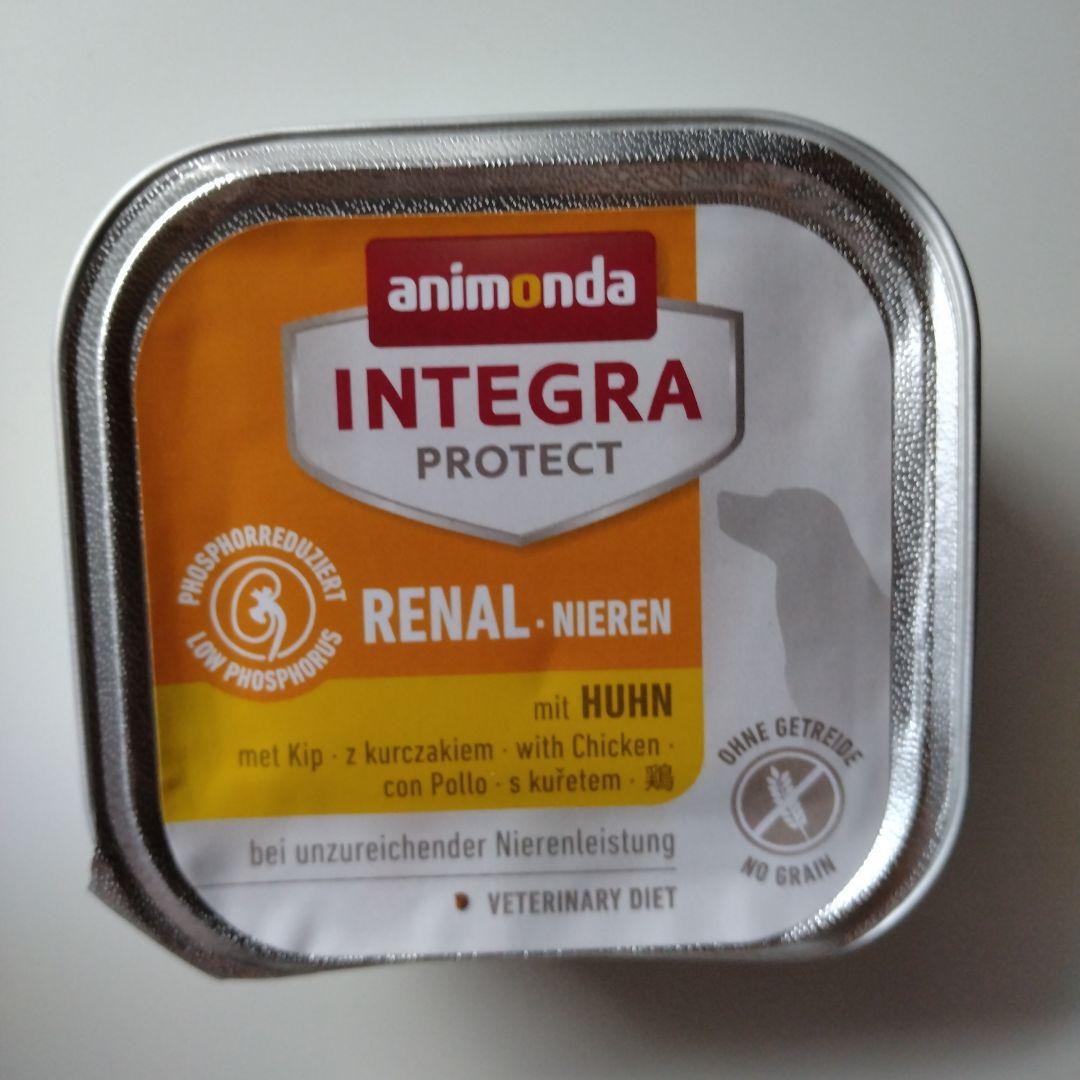 animonda
INTEGRA
PROTECT
PHOSPHORREDUZIERT
LOW PHOSPHORUS
RENAL · NIEREN
mit HUHN
met Kip · z kurczakiem · with Chicken ·
con Pollo · s kuřetem · 鶏
bei unzureichender Nierenleistung
VETERINARY DIET
OHNE GETREIDE
NO GRAIN